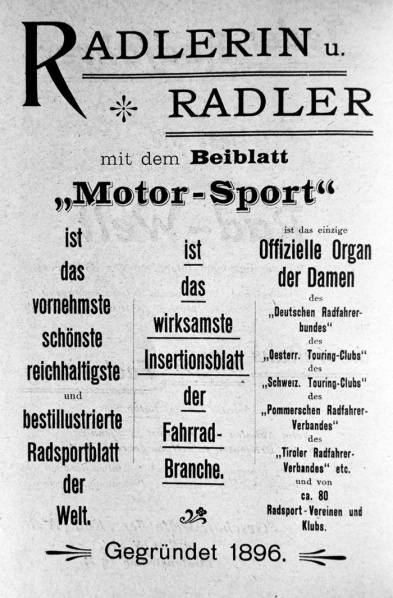 RADLERIN u.
RADLER
mit dem Beiblatt
„Motor-Sport“
ist
das
vornehmste
schönste
reichhaltigste
und
bestillustrierte
Radsportblatt
der
Welt.
ist
das
wirksamste
Insertionsblatt
der
Fahrrad-
Branche.
ist das einzige
Offizielle Organ
der Damen
des
„Deutschen Radfahrer-
bundes“
des
„Oesterr. Touring-Clubs“
des
„Schweiz. Touring-Clubs“
des
„Pommerschen Radfahrer-
Verbandes“
des
„Tiroler Radfahrer-
Verbandes“ etc.
und von
ca. 80
Radsport-Vereinen und
Klubs.
Gegründet 1896.